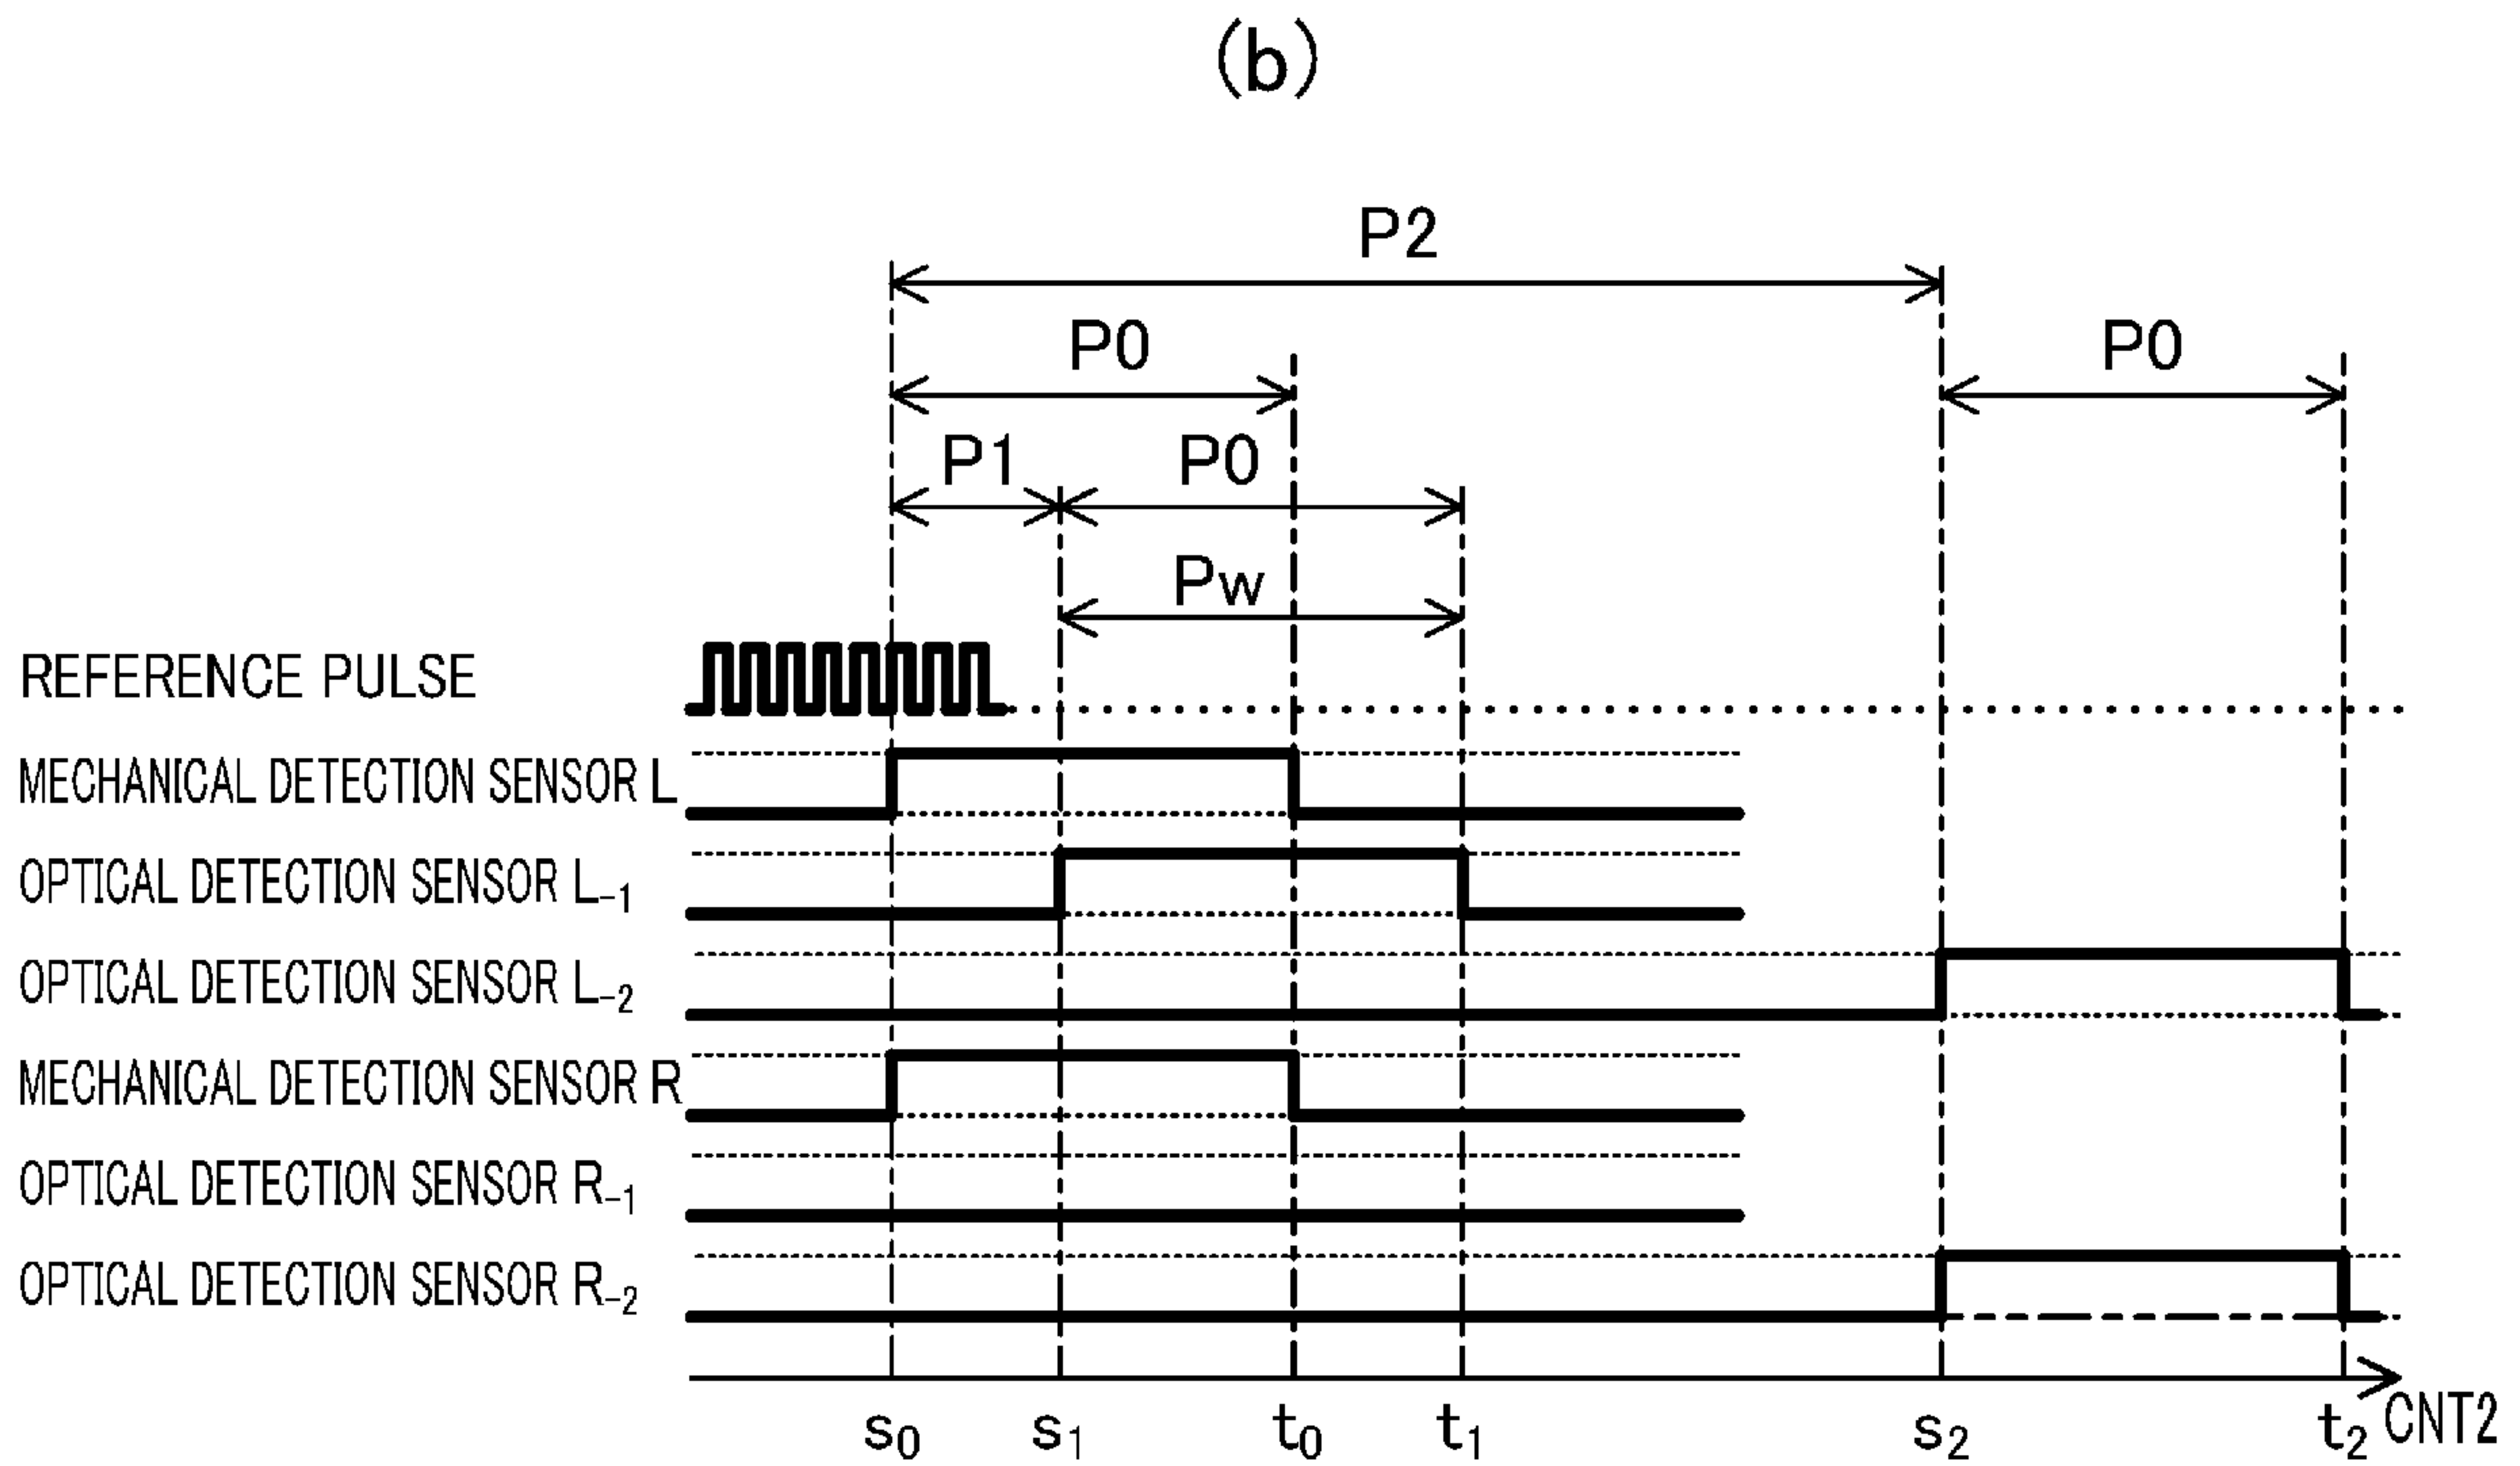 (b)
P2
P0 P0
P1 P0
Pw
REFERENCE PULSE
MECHANICAL DETECTION SENSOR L
OPTICAL DETECTION SENSOR L-1
OPTICAL DETECTION SENSOR L-2
MECHANICAL DETECTION SENSOR R
OPTICAL DETECTION SENSOR R-1
OPTICAL DETECTION SENSOR R-2
s0 s1 t0 t1 s2 t2 CNT2